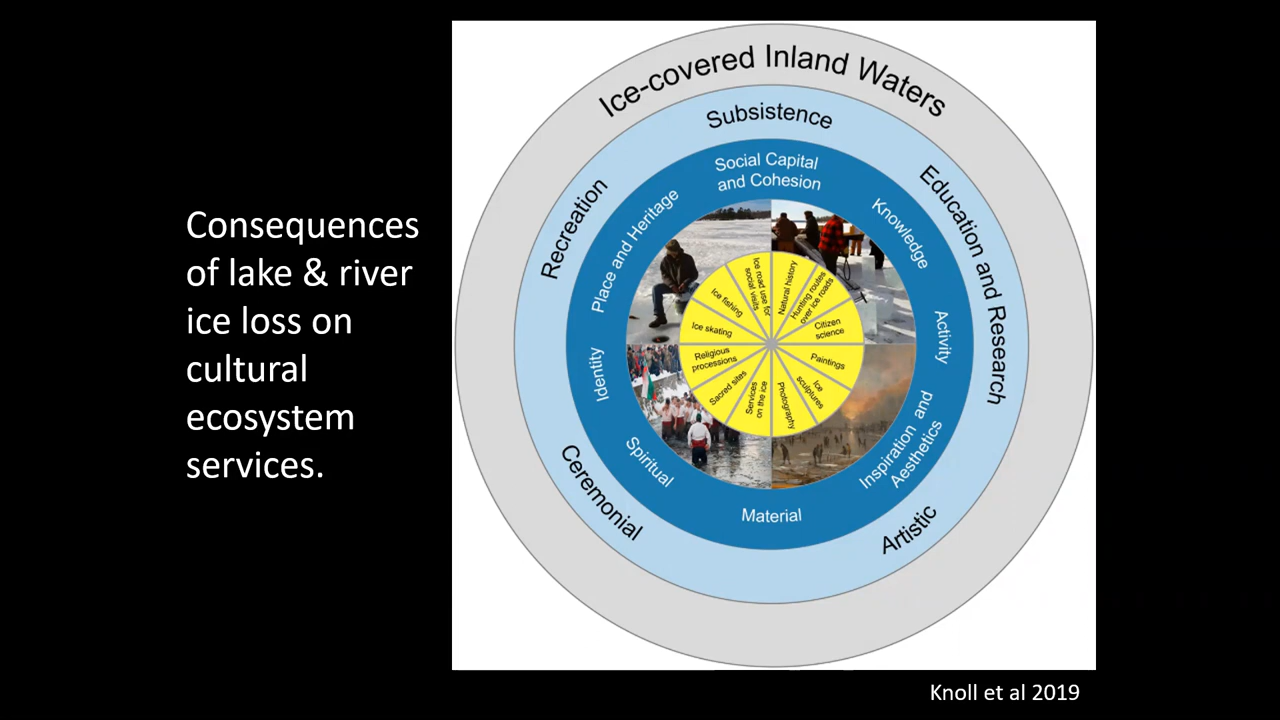 Consequences
of lake & river
ice loss on
cultural
ecosystem
services.
Ice-covered Inland Waters
Subsistence
Recreation
Education and Research
Ceremonial
Artistic
Social Capital
and Cohesion
Place and Heritage
Knowledge
Identity
Activity
Spiritual
Inspiration and
Aesthetics
Material
Ice road use for
social visits
Natural history
Hunting routes
over ice roads
Ice fishing
Citizen
science
Ice skating
Religious
processions
Paintings
Sacred sites
Ice
sculptures
Services
on the ice
Photography
Knoll et al 2019